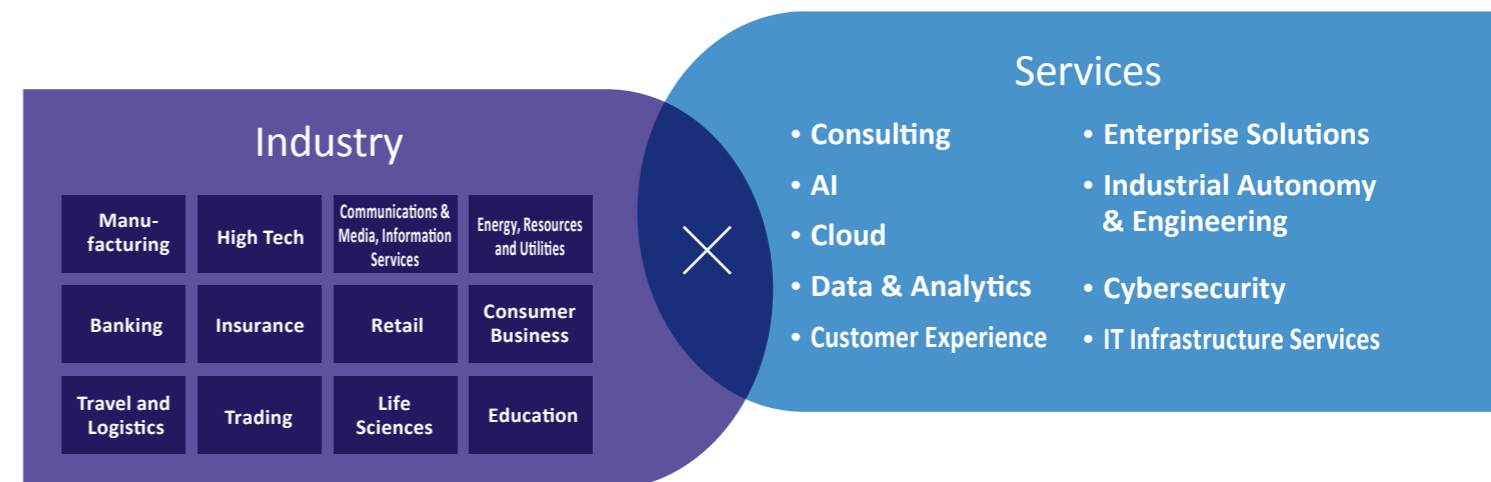 Industry
Manu-
facturing
High Tech
Communications &
Media, Information
Services
Energy, Resources
and Utilities
Banking
Insurance
Retail
Consumer
Business
Travel and
Logistics
Trading
Life
Sciences
Education
Services
• Consulting
• AI
• Cloud
• Data & Analytics
• Customer Experience
• Enterprise Solutions
• Industrial Autonomy
& Engineering
• Cybersecurity
• IT Infrastructure Services